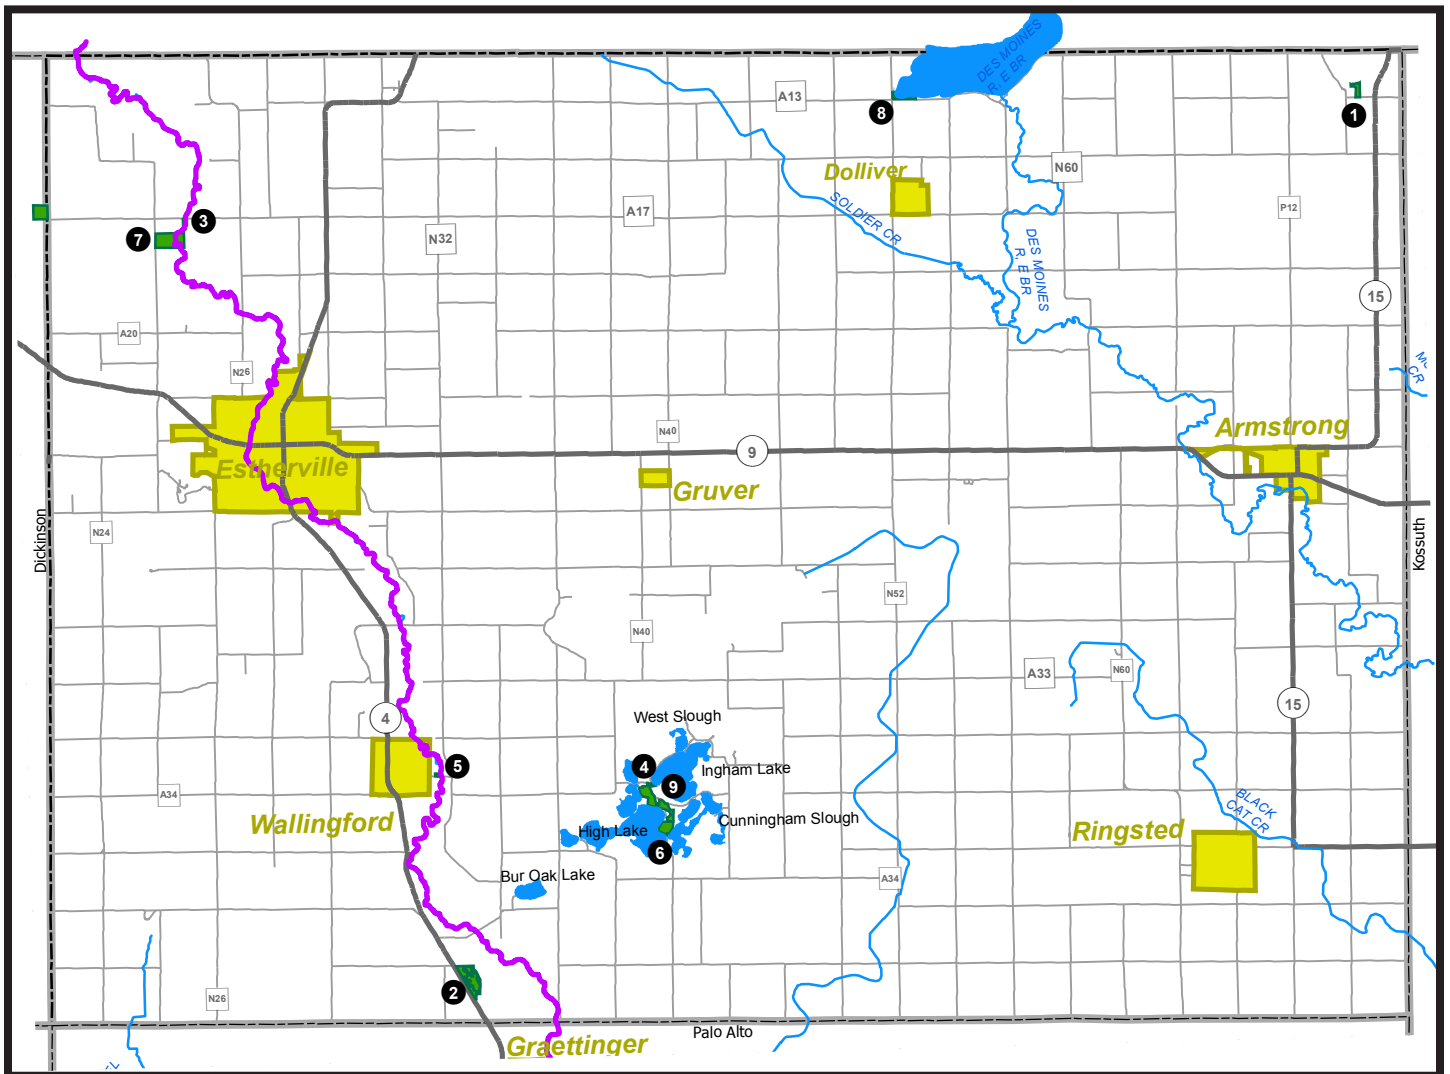 DES MOINES
R, E BR
A13
8
1
Dolliver
N60
SOLDIER CR
A17
P12
3
7
N32
DES MOINES
R, E BR
15
A20
N26
CR
Armstrong
N40
9
Estherville
Gruver
Dickinson
N24
Kossuth
N52
N40
A33
N60
4
15
West Slough
5
4
Ingham Lake
9
A34
BLACK
CAT CR
Wallingford
High Lake
Cunningham Slough
Ringsted
6
Bur Oak Lake
A34
2
N26
Palo Alto
Graettinger